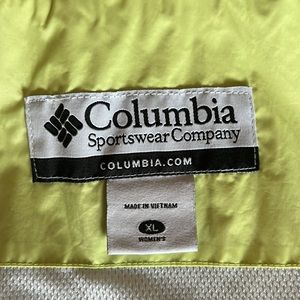 Columbia
Sportswear Company
COLUMBIA.COM
MADE IN VIETNAM
XL
WOMEN'S